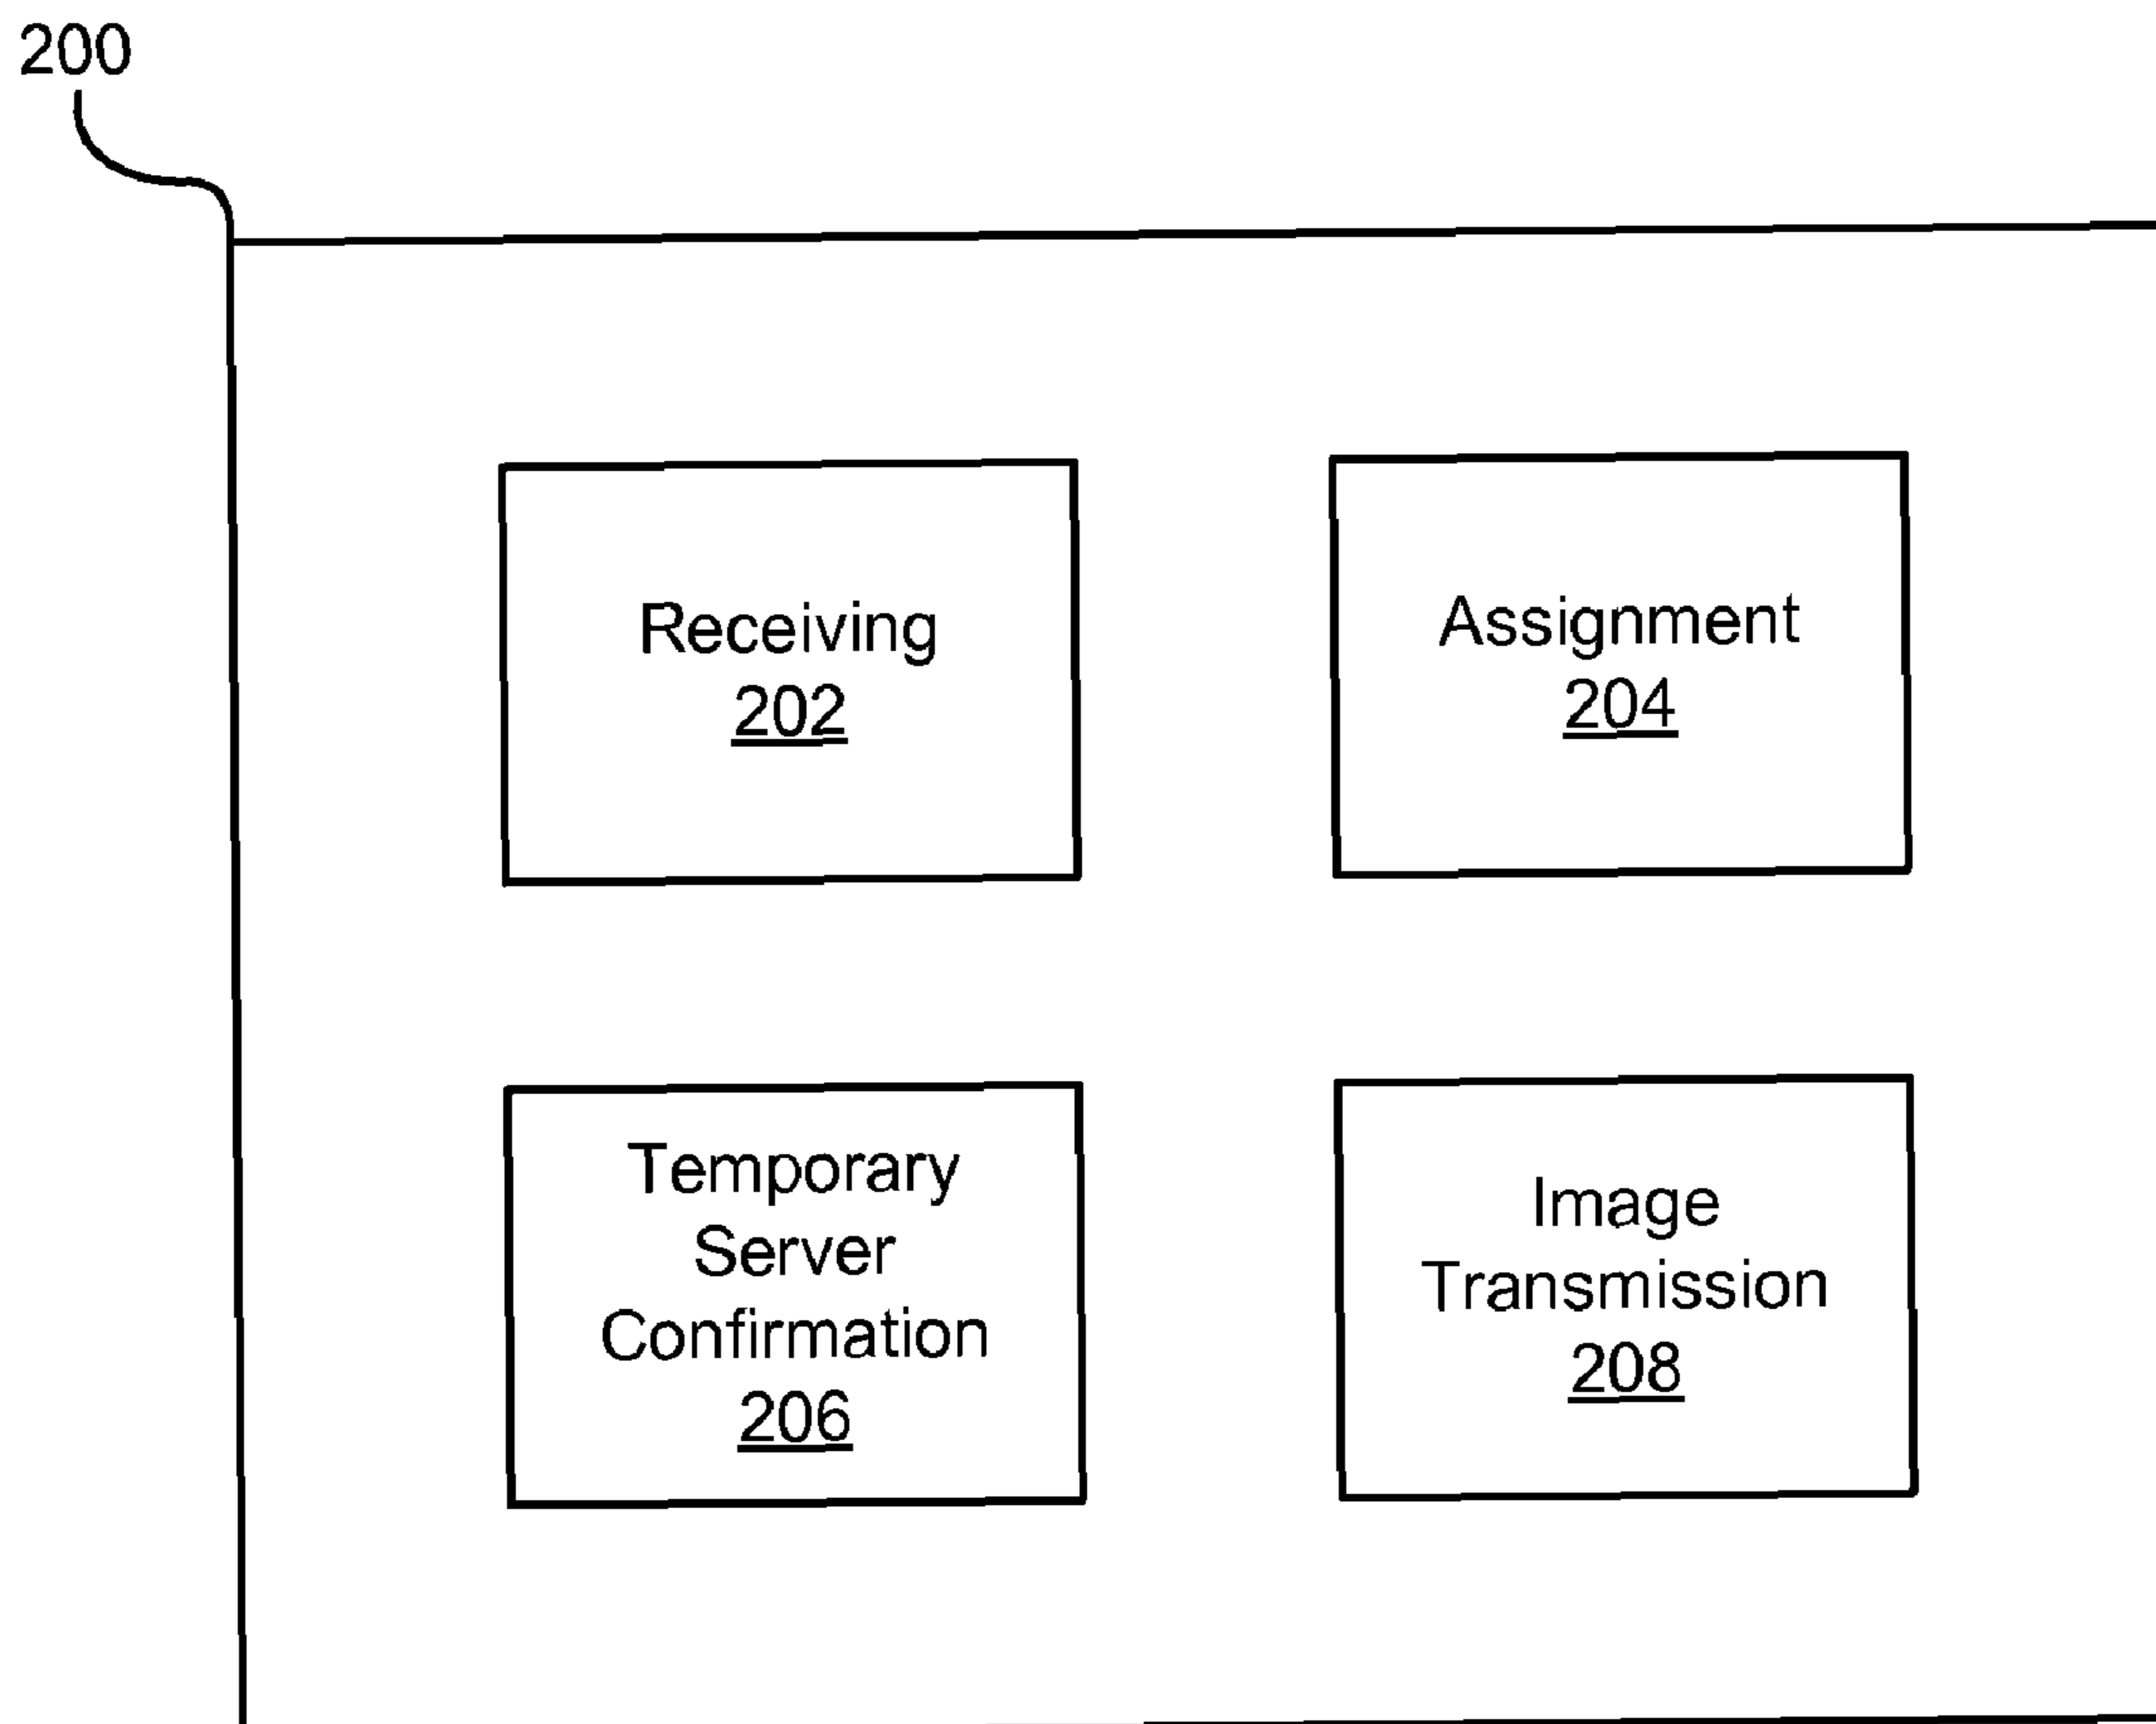 200
Receiving
202
Assignment
204
Temporary
Server
Confirmation
206
Image
Transmission
208